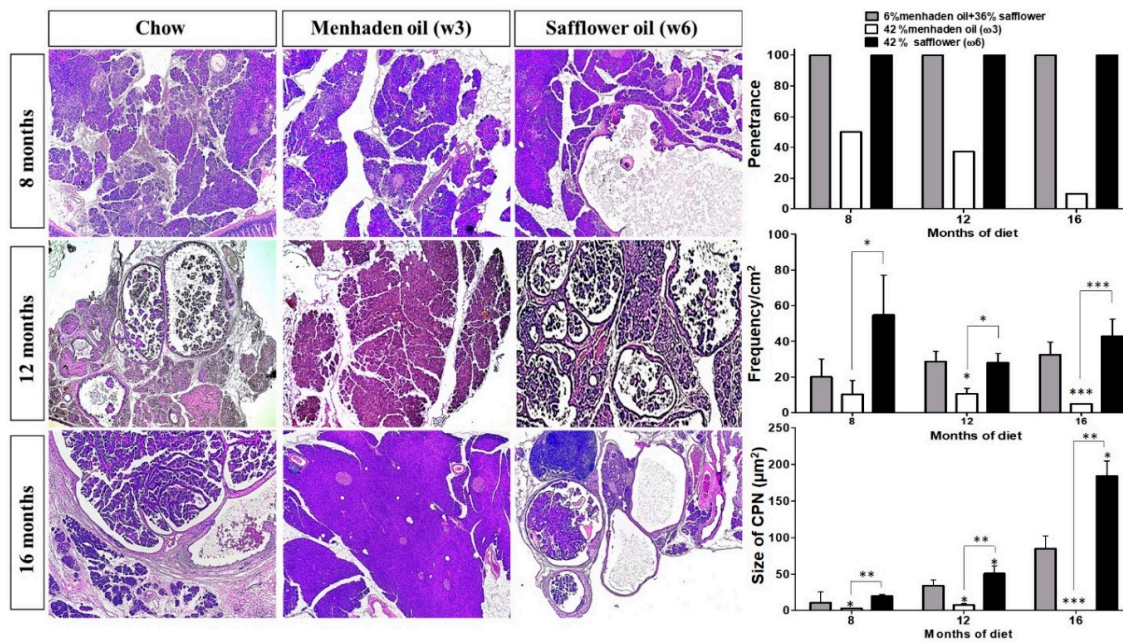 Chow
Menhaden oil (w3)
Safflower oil (w6)
8 months
12 months
16 months
6%menhaden oil+36% safflower
42 %menhaden oil (ω3)
42 % safflower (ω6)
Penetrance
100
80
60
40
20
0
8
12
16
Months of diet
Frequency/cm²
100
80
60
40
20
0
*
*
*
***
***
8
12
16
Months of diet
Size of CPN (µm²)
200
150
100
50
0
*
**
*
**
*
***
**
*
8
12
16
Months of diet